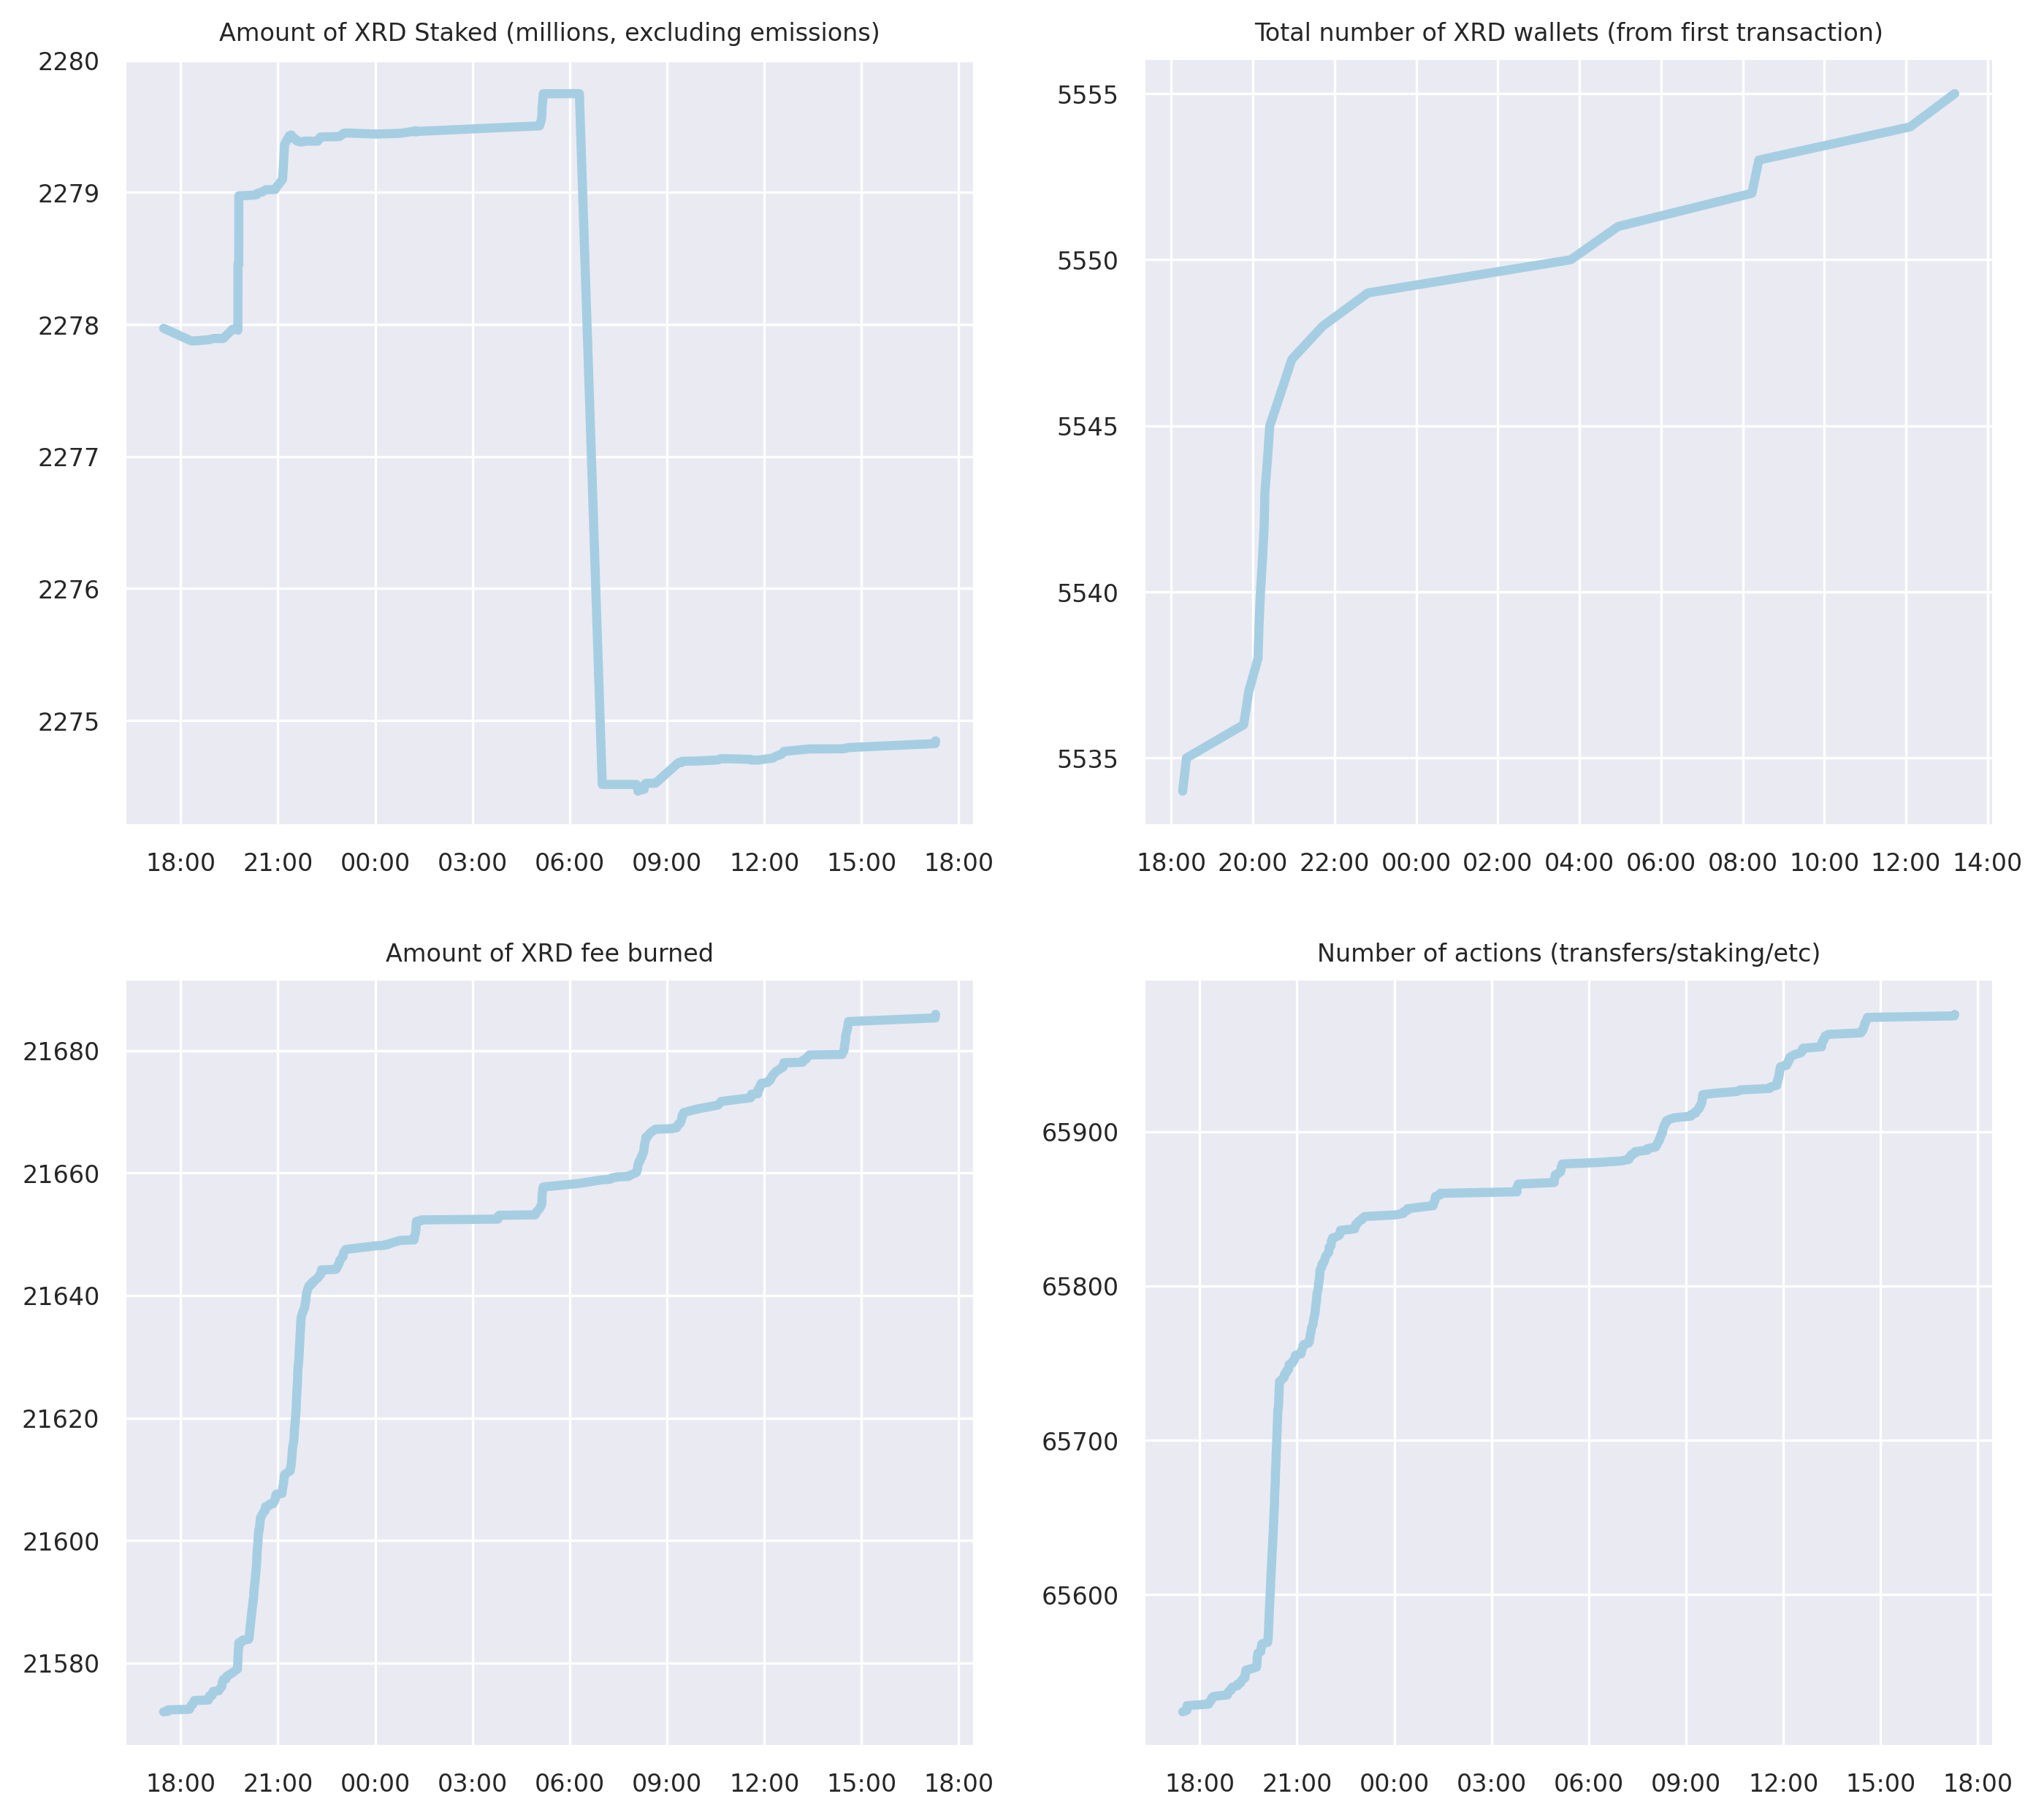 Amount of XRD Staked (millions, excluding emissions)
2280
2279
2278
2277
2276
2275
18:00 21:00 00:00 03:00 06:00 09:00 12:00 15:00 18:00
Total number of XRD wallets (from first transaction)
5555
5550
5545
5540
5535
18:00 20:00 22:00 00:00 02:00 04:00 06:00 08:00 10:00 12:00 14:00
Amount of XRD fee burned
21680
21660
21640
21620
21600
21580
18:00 21:00 00:00 03:00 06:00 09:00 12:00 15:00 18:00
Number of actions (transfers/staking/etc)
65900
65800
65700
65600
18:00 21:00 00:00 03:00 06:00 09:00 12:00 15:00 18:00